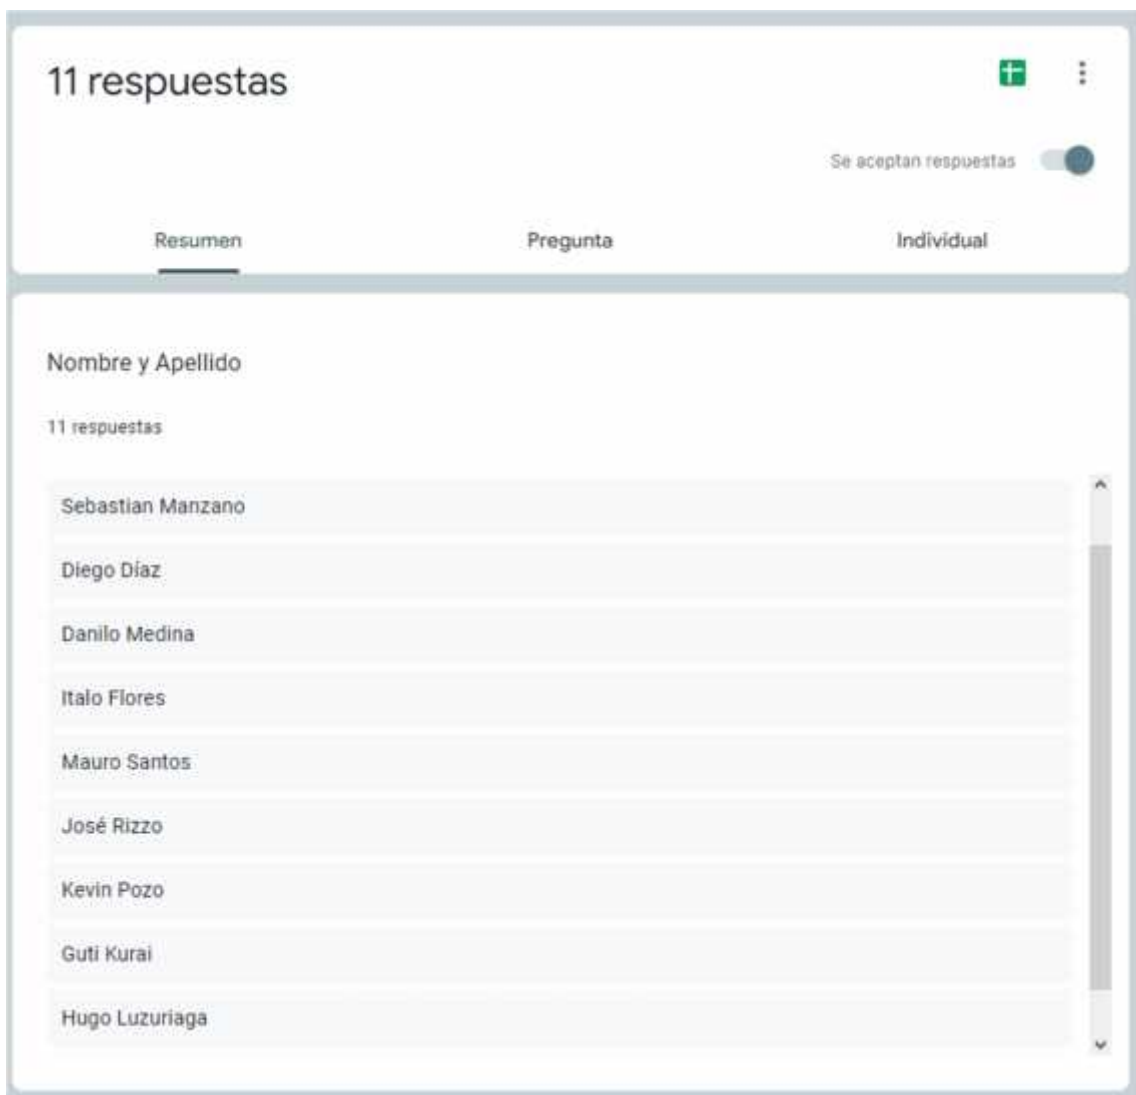 11 respuestas
Se aceptan respuestas
Resumen Pregunta Individual
Nombre y Apellido
11 respuestas
Sebastian Manzano
Diego Díaz
Danilo Medina
Italo Flores
Mauro Santos
José Rizzo
Kevin Pozo
Guti Kurai
Hugo Luzuriaga